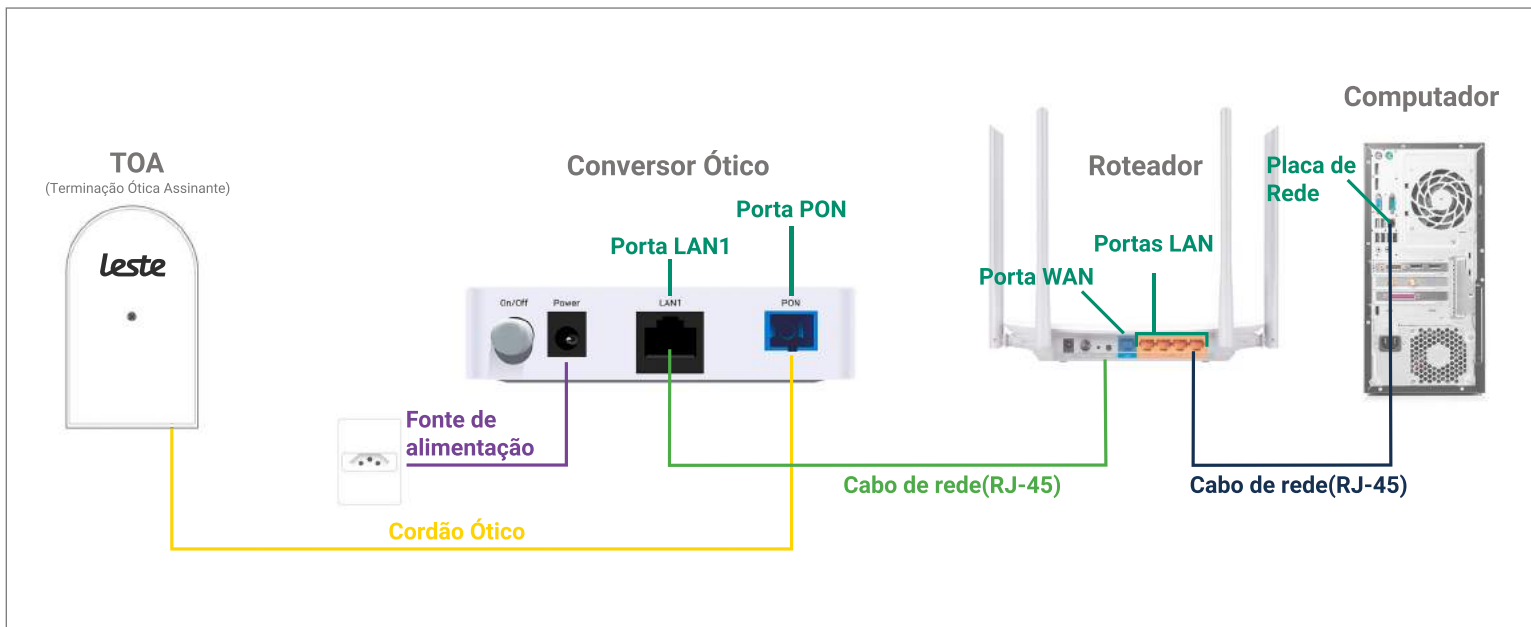 Computador
TOA
(Terminação Ótica Assinante)
Conversor Ótico
Roteador
Placa de
Rede
Porta PON
Porta LAN1
Portas LAN
Porta WAN
leste
On/Off
Power
LAN1
PON
Fonte de
alimentação
Cabo de rede(RJ-45)
Cabo de rede(RJ-45)
Cordão Ótico